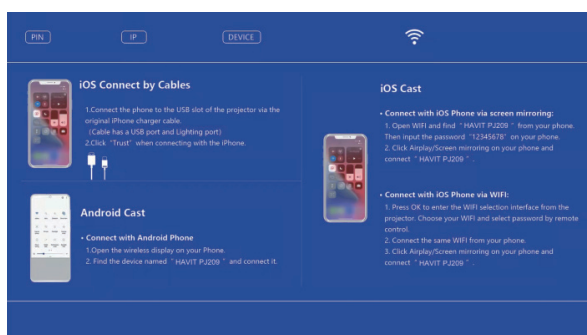 PIN
IP
DEVICE
iOS Connect by Cables
1.Connect the phone to the USB slot of the projector via the
original iPhone charger cable.
(Cable has a USB port and Lighting port)
2.Click “Trust” when connecting with the iPhone.
Android Cast
• Connect with Android Phone
1.Open the wireless display on your Phone.
2. Find the device named “ HAVIT PJ209 ” and connect it.
iOS Cast
• Connect with iOS Phone via screen mirroring:
1. Open WIFI and find “ HAVIT PJ209 ” from your phone.
Then input the password “12345678” on your phone.
2. Click Airplay/Screen mirroring on your phone and
connect “ HAVIT PJ209 ” .
• Connect with iOS Phone via WIFI:
1. Press OK to enter the WIFI selection interface from the
projector. Choose your WIFI and select password by remote
control.
2. Connect the same WIFI from your phone.
3. Click Airplay/Screen mirroring on your phone and
connect “ HAVIT PJ209 ” .